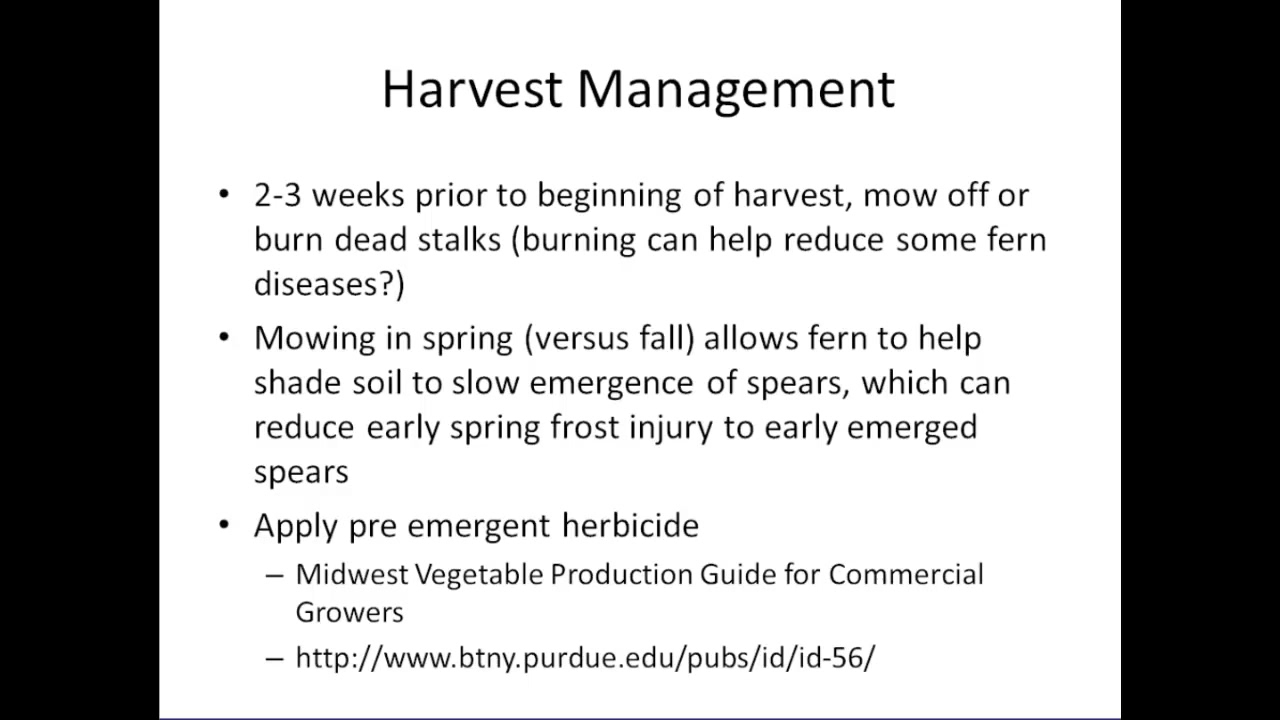 Harvest Management
• 2-3 weeks prior to beginning of harvest, mow off or
burn dead stalks (burning can help reduce some fern
diseases?)
• Mowing in spring (versus fall) allows fern to help
shade soil to slow emergence of spears, which can
reduce early spring frost injury to early emerged
spears
• Apply pre emergent herbicide
– Midwest Vegetable Production Guide for Commercial
Growers
– http://www.btny.purdue.edu/pubs/id/id-56/